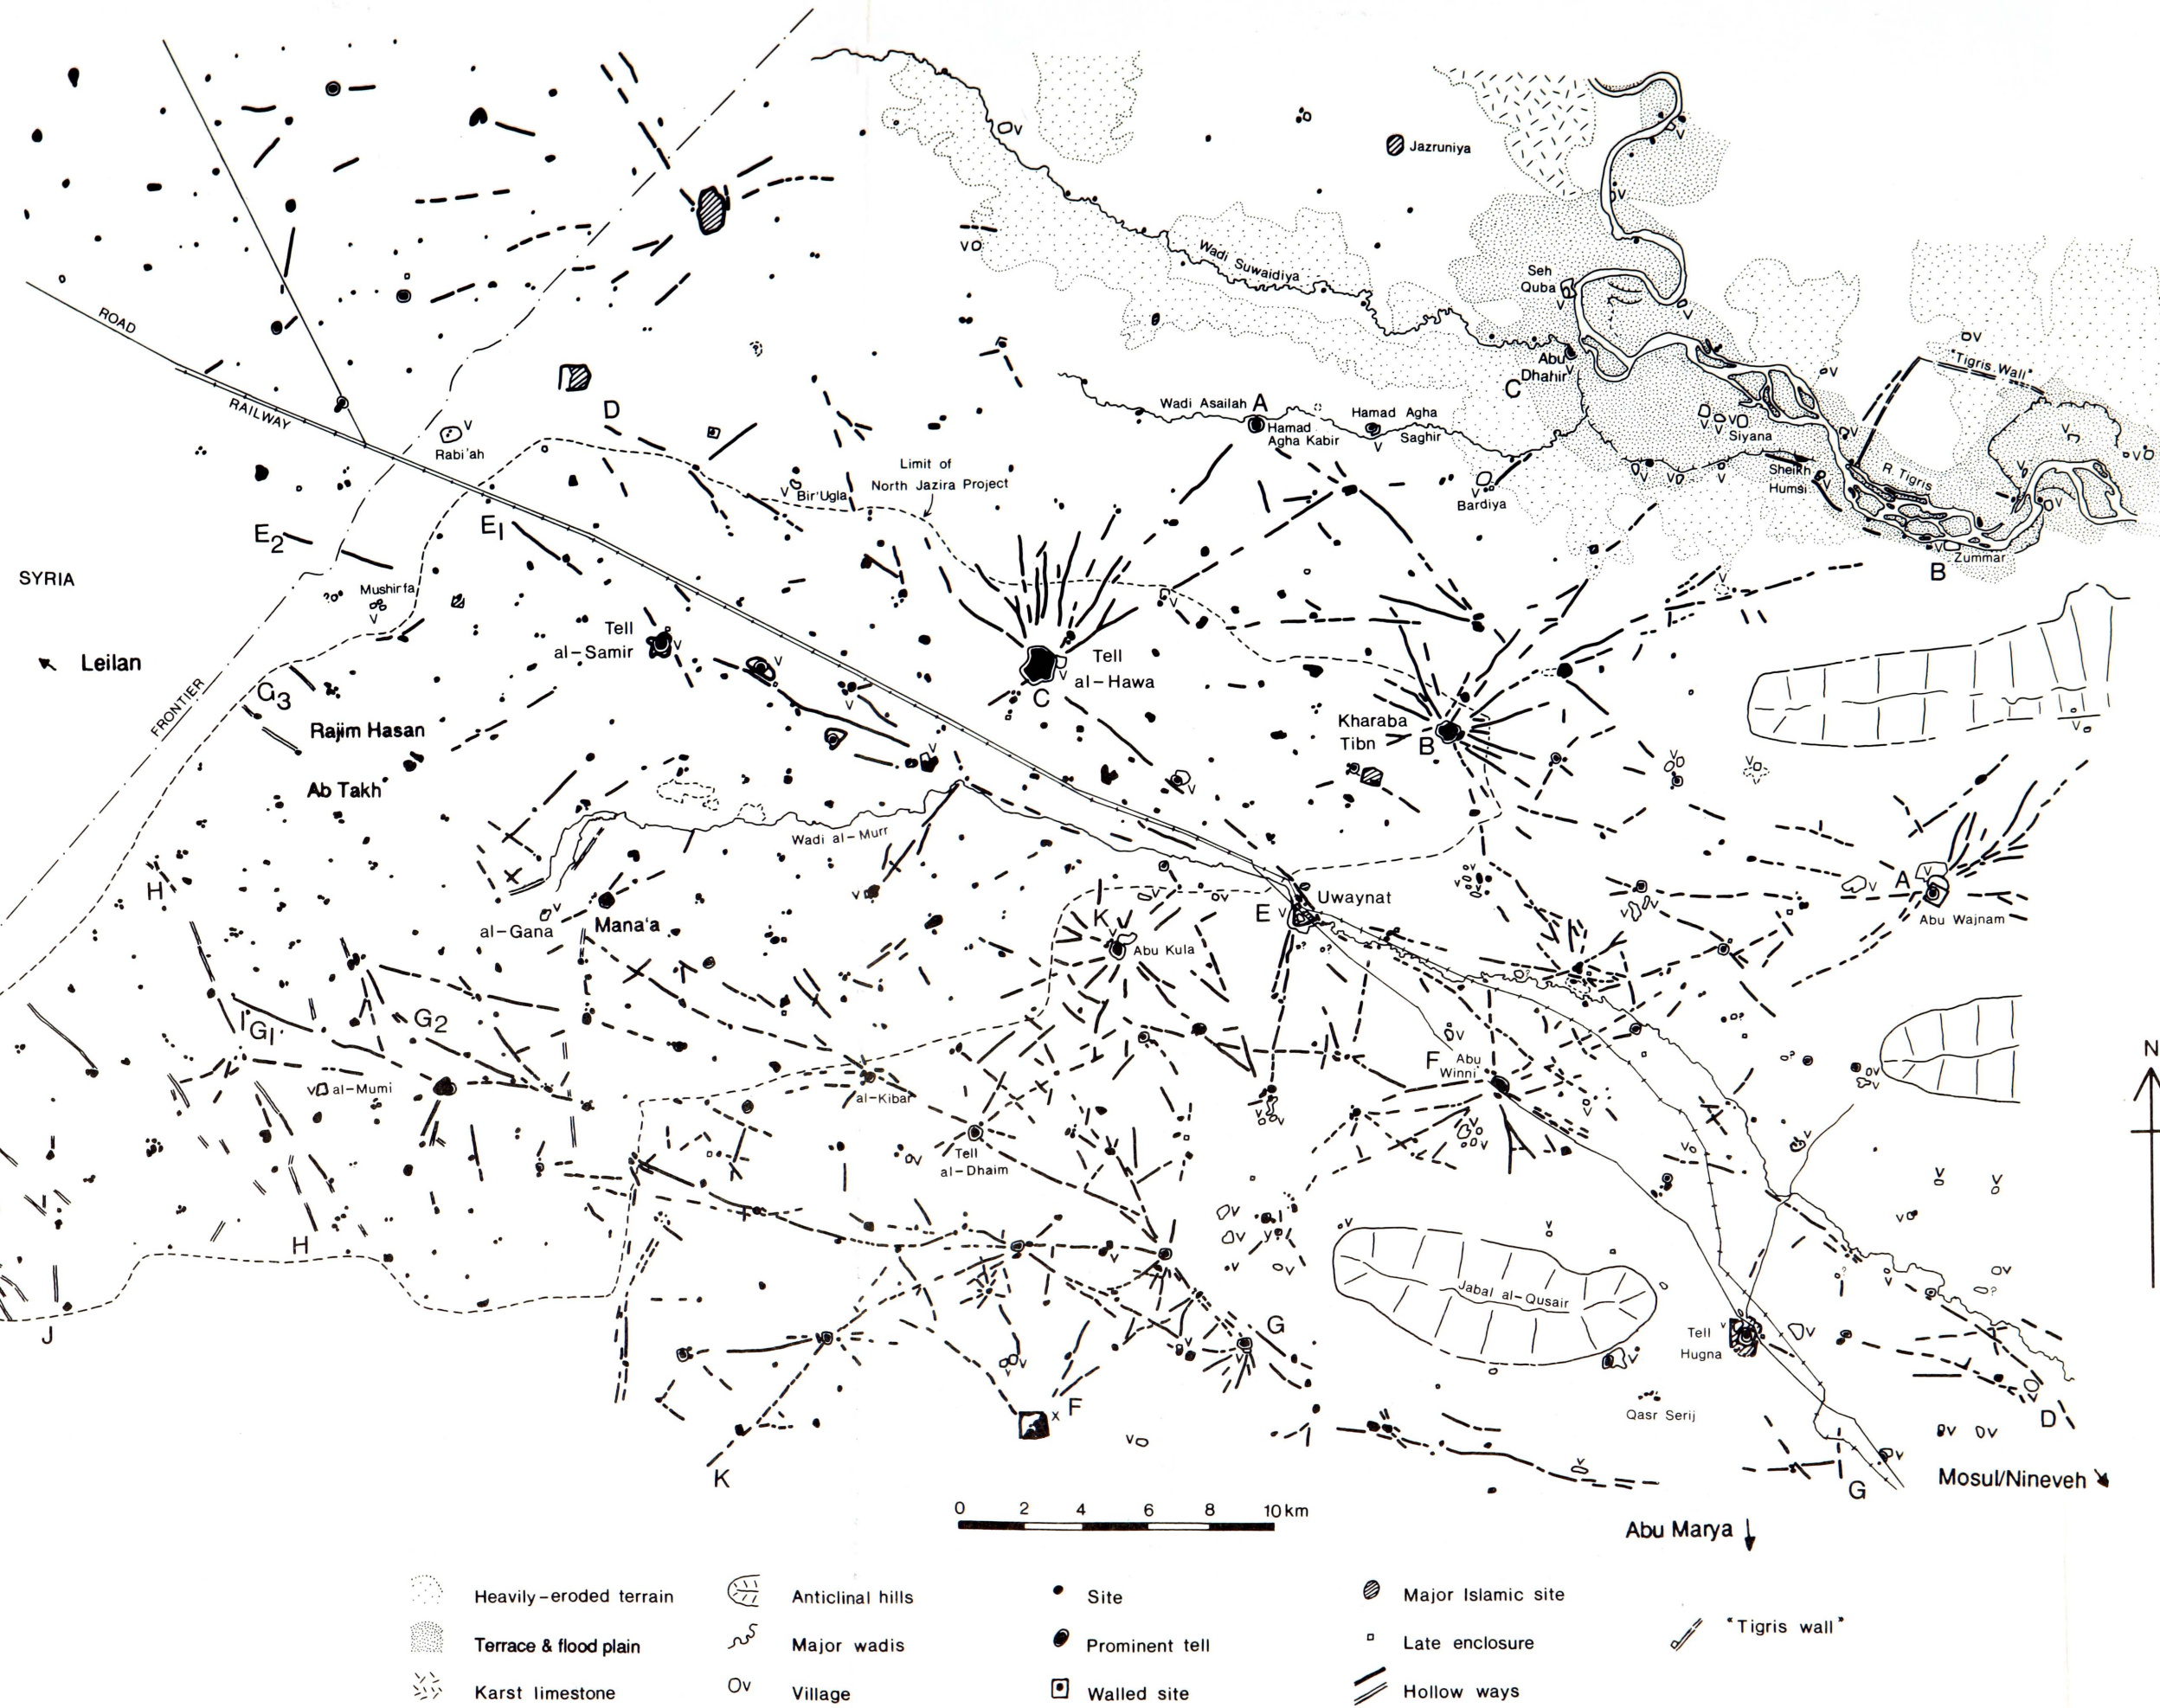 Jazruniya
Wadi Suwaidiya
Seh
Quba
V
ROAD
RAILWAY
D
V
Rabi'ah
Limit of
North Jazira Project
V
Bir'Ugla
Wadi Asailah
A
Hamad
Agha Kabir
Hamad Agha
Saghir
V
Abu
Dhahir
V
C
"Tigris Wall"
V
Siyana
Sheikh
Humsi
R. Tigris
V
Bardiya
V
Zummar
B
E1
E2
SYRIA
Mushirfa
V
Leilan
Tell
al-Samir
V
Tell
al-Hawa
V
C
G3
FRONTIER
Rajim Hasan
Ab Takh
Kharaba
Tibn
B
Wadi al-Murr
H
al-Gana
V
Mana'a
K
V
Abu Kula
E
V
Uwaynat
A
V
Abu Wajnam
G1
G2
V
al-Mumi
al-Kibar
F
Abu
Winni
Tell
al-Dhaim
H
J
Jabal al-Qusair
G
Tell
Hugna
V
F
x
K
Qasr Serij
D
G
Mosul/Nineveh
Abu Marya
N
0 2 4 6 8 10 km
Heavily-eroded terrain
Anticlinal hills
Site
Major Islamic site
"Tigris wall"
Terrace & flood plain
Major wadis
Prominent tell
Late enclosure
Karst limestone
V
Village
Walled site
Hollow ways